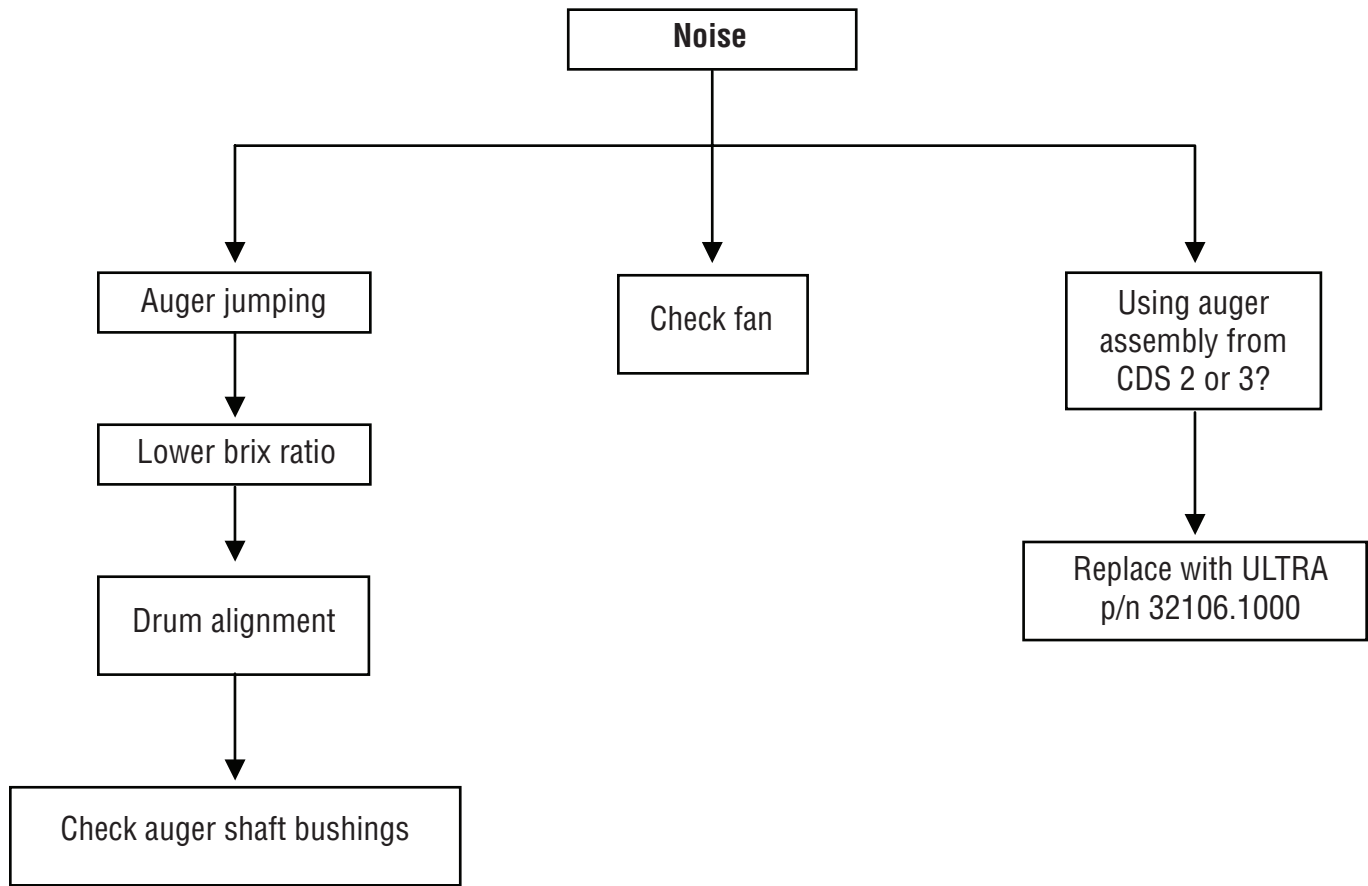 Noise
Auger jumping
Check fan
Using auger
assembly from
CDS 2 or 3?
Lower brix ratio
Replace with ULTRA
p/n 32106.1000
Drum alignment
Check auger shaft bushings